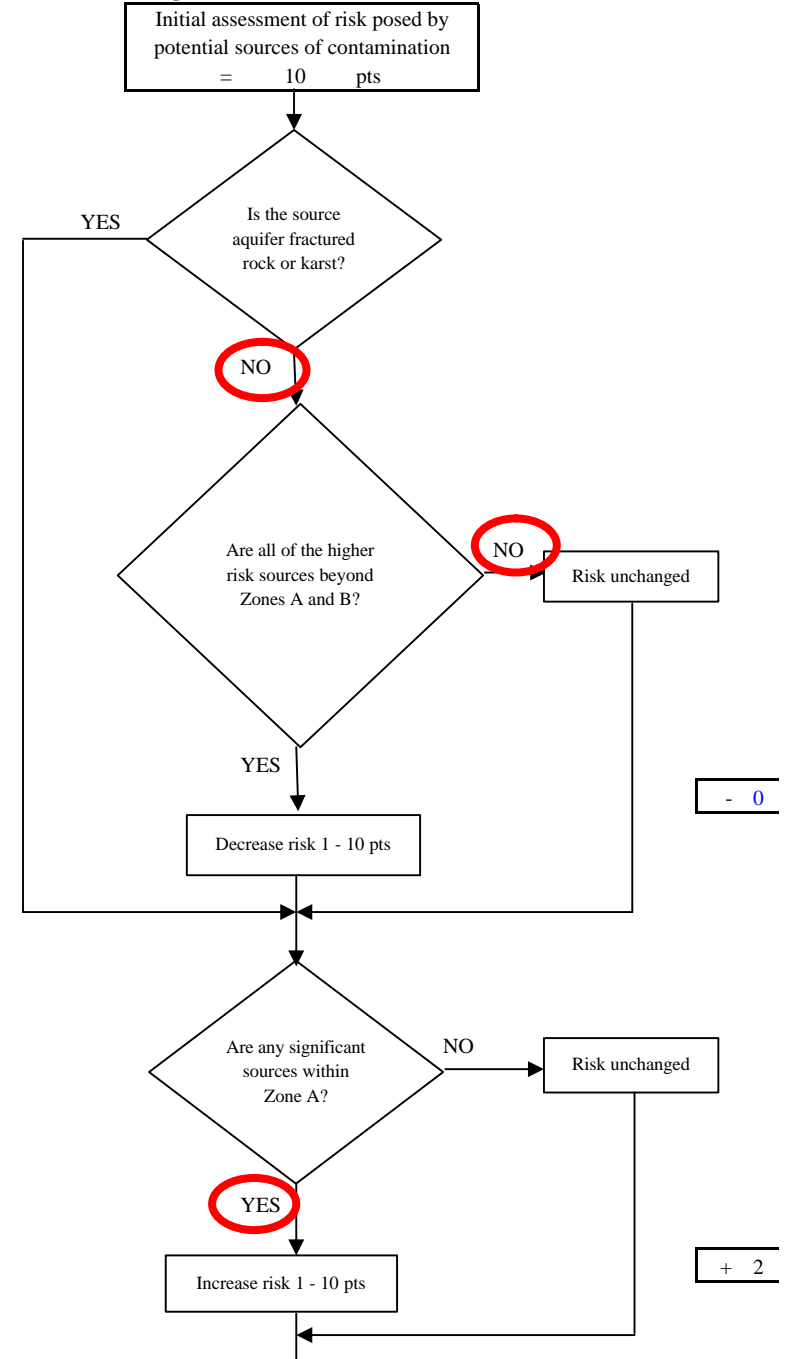 Initial assessment of risk posed by
potential sources of contamination
= 10 pts
YES
Is the source
aquifer fractured
rock or karst?
NO
Are all of the higher
risk sources beyond
Zones A and B?
NO
Risk unchanged
YES
- 0
Decrease risk 1 - 10 pts
Are any significant
sources within
Zone A?
NO
Risk unchanged
YES
Increase risk 1 - 10 pts
+ 2